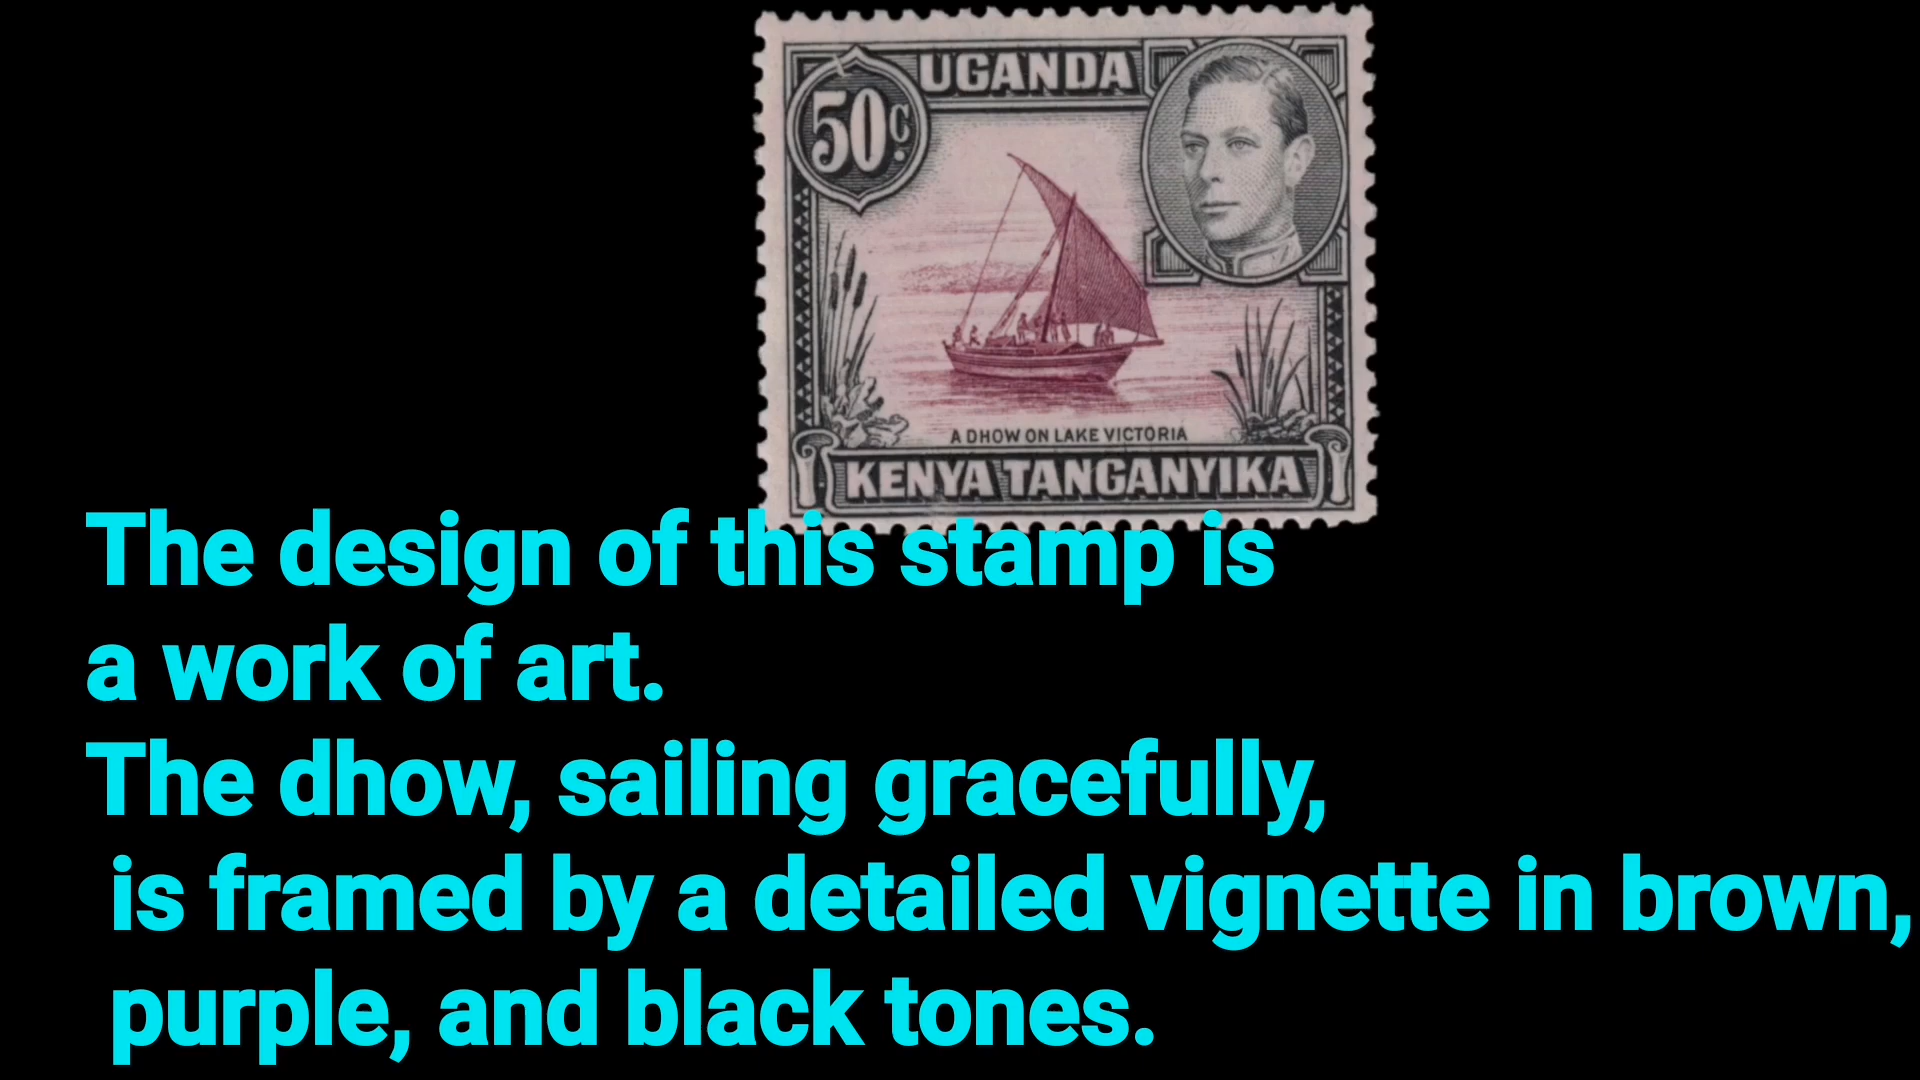 UGANDA
50c.
A DHOW ON LAKE VICTORIA
KENYA TANGANYIKA
The design of this stamp is
a work of art.
The dhow, sailing gracefully,
is framed by a detailed vignette in brown,
purple, and black tones.